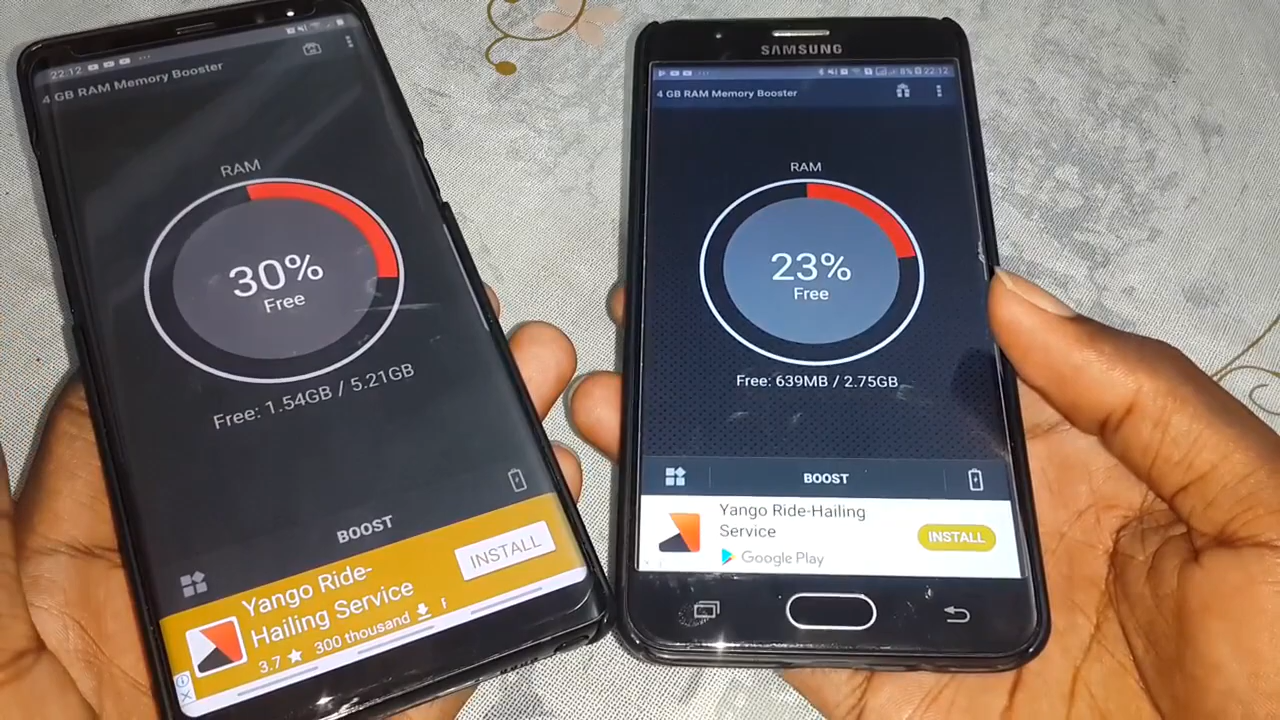 22:12
4 GB RAM Memory Booster
RAM
30%
Free
Free: 1.54GB / 5.21GB
BOOST
Yango Ride-
Hailing Service
3.7 ★ 300 thousand
INSTALL
SAMSUNG
8% 22:12
4 GB RAM Memory Booster
RAM
23%
Free
Free: 639MB / 2.75GB
BOOST
Yango Ride-Hailing
Service
Google Play
INSTALL